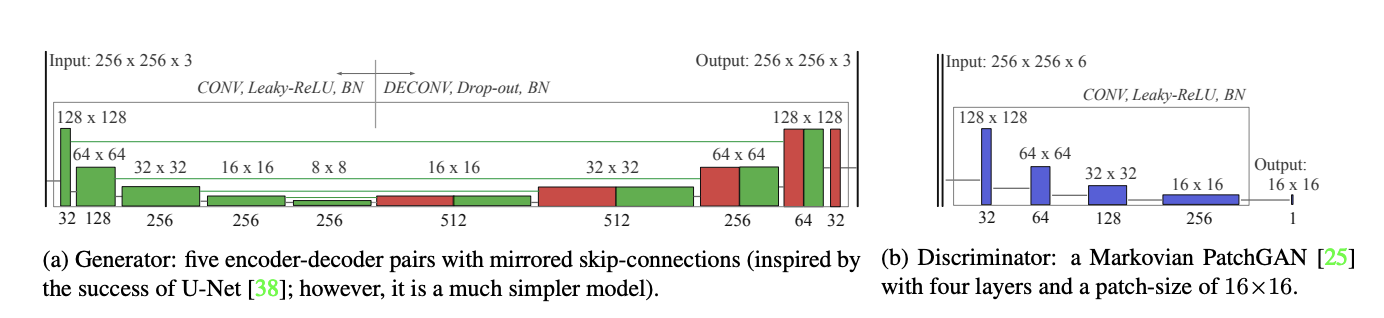 Input: 256 x 256 x 3
Output: 256 x 256 x 3
CONV, Leaky-ReLU, BN
DECONV, Drop-out, BN
128 x 128
128 x 128
64 x 64
32 x 32
16 x 16
8 x 8
16 x 16
32 x 32
64 x 64
32 128 256 256 256 512 512 256 64 32
(a) Generator: five encoder-decoder pairs with mirrored skip-connections (inspired by
the success of U-Net [38]; however, it is a much simpler model).
Input: 256 x 256 x 6
CONV, Leaky-ReLU, BN
128 x 128
64 x 64
32 x 32
16 x 16
Output:
16 x 16
32 64 128 256 1
(b) Discriminator: a Markovian PatchGAN [25]
with four layers and a patch-size of 16×16.